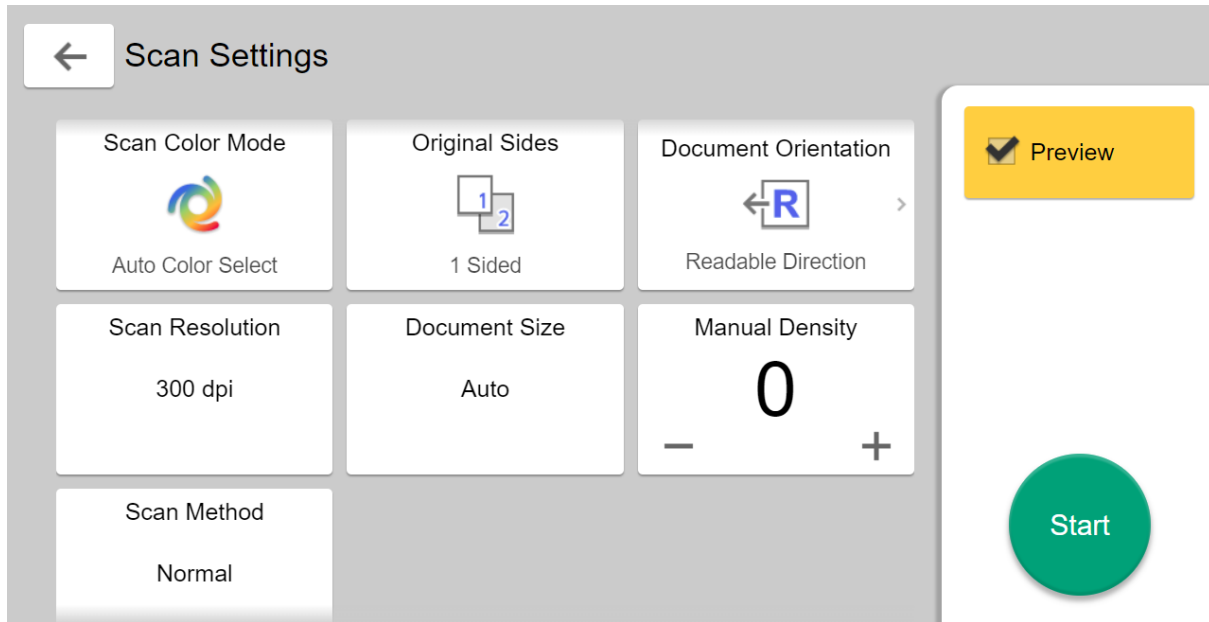 Scan Settings
Scan Color Mode
Auto Color Select
Original Sides
1
2
1 Sided
Document Orientation
R
Readable Direction
Preview
Scan Resolution
300 dpi
Document Size
Auto
Manual Density
0
− +
Scan Method
Normal
Start